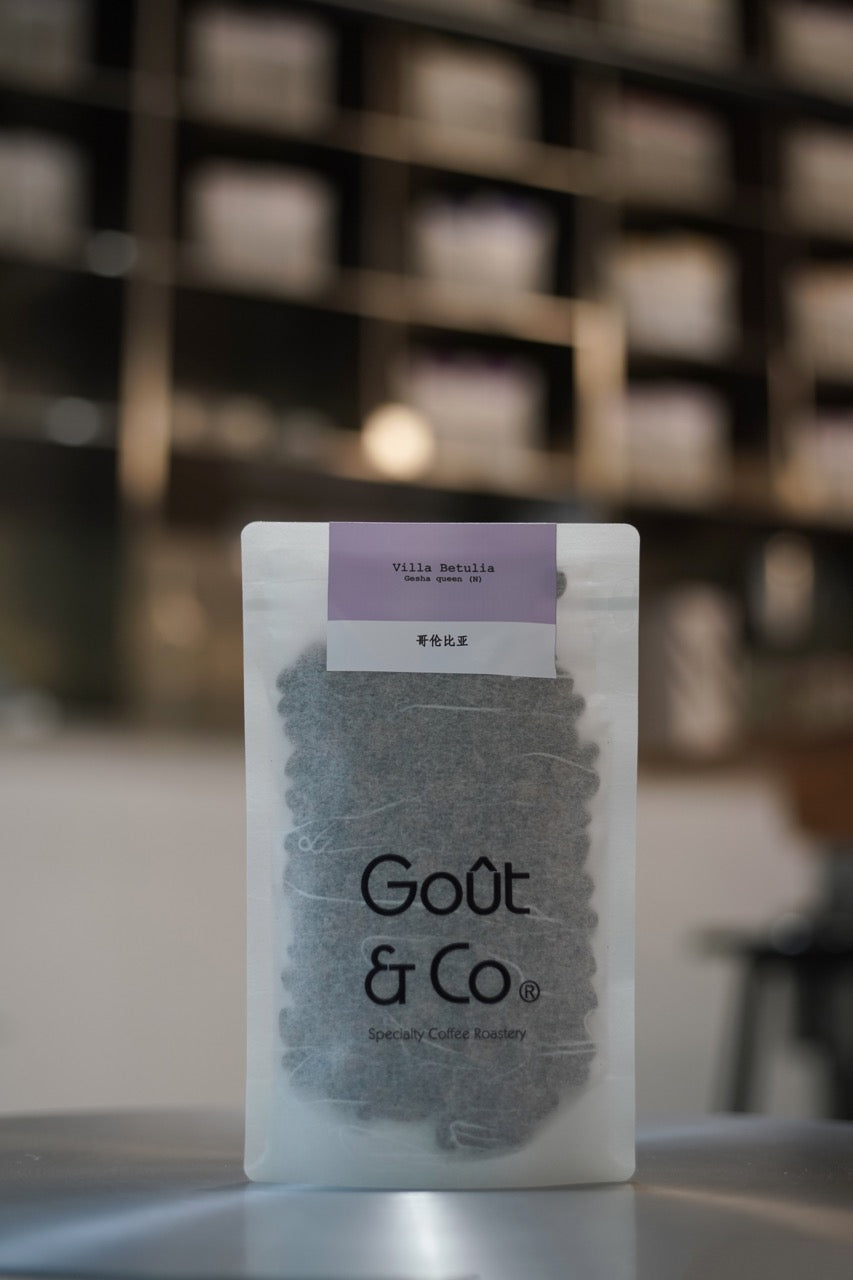 Villa Betulia
Gesha queen (N)
哥伦比亚
Goût
& Co®
Specialty Coffee Roastery